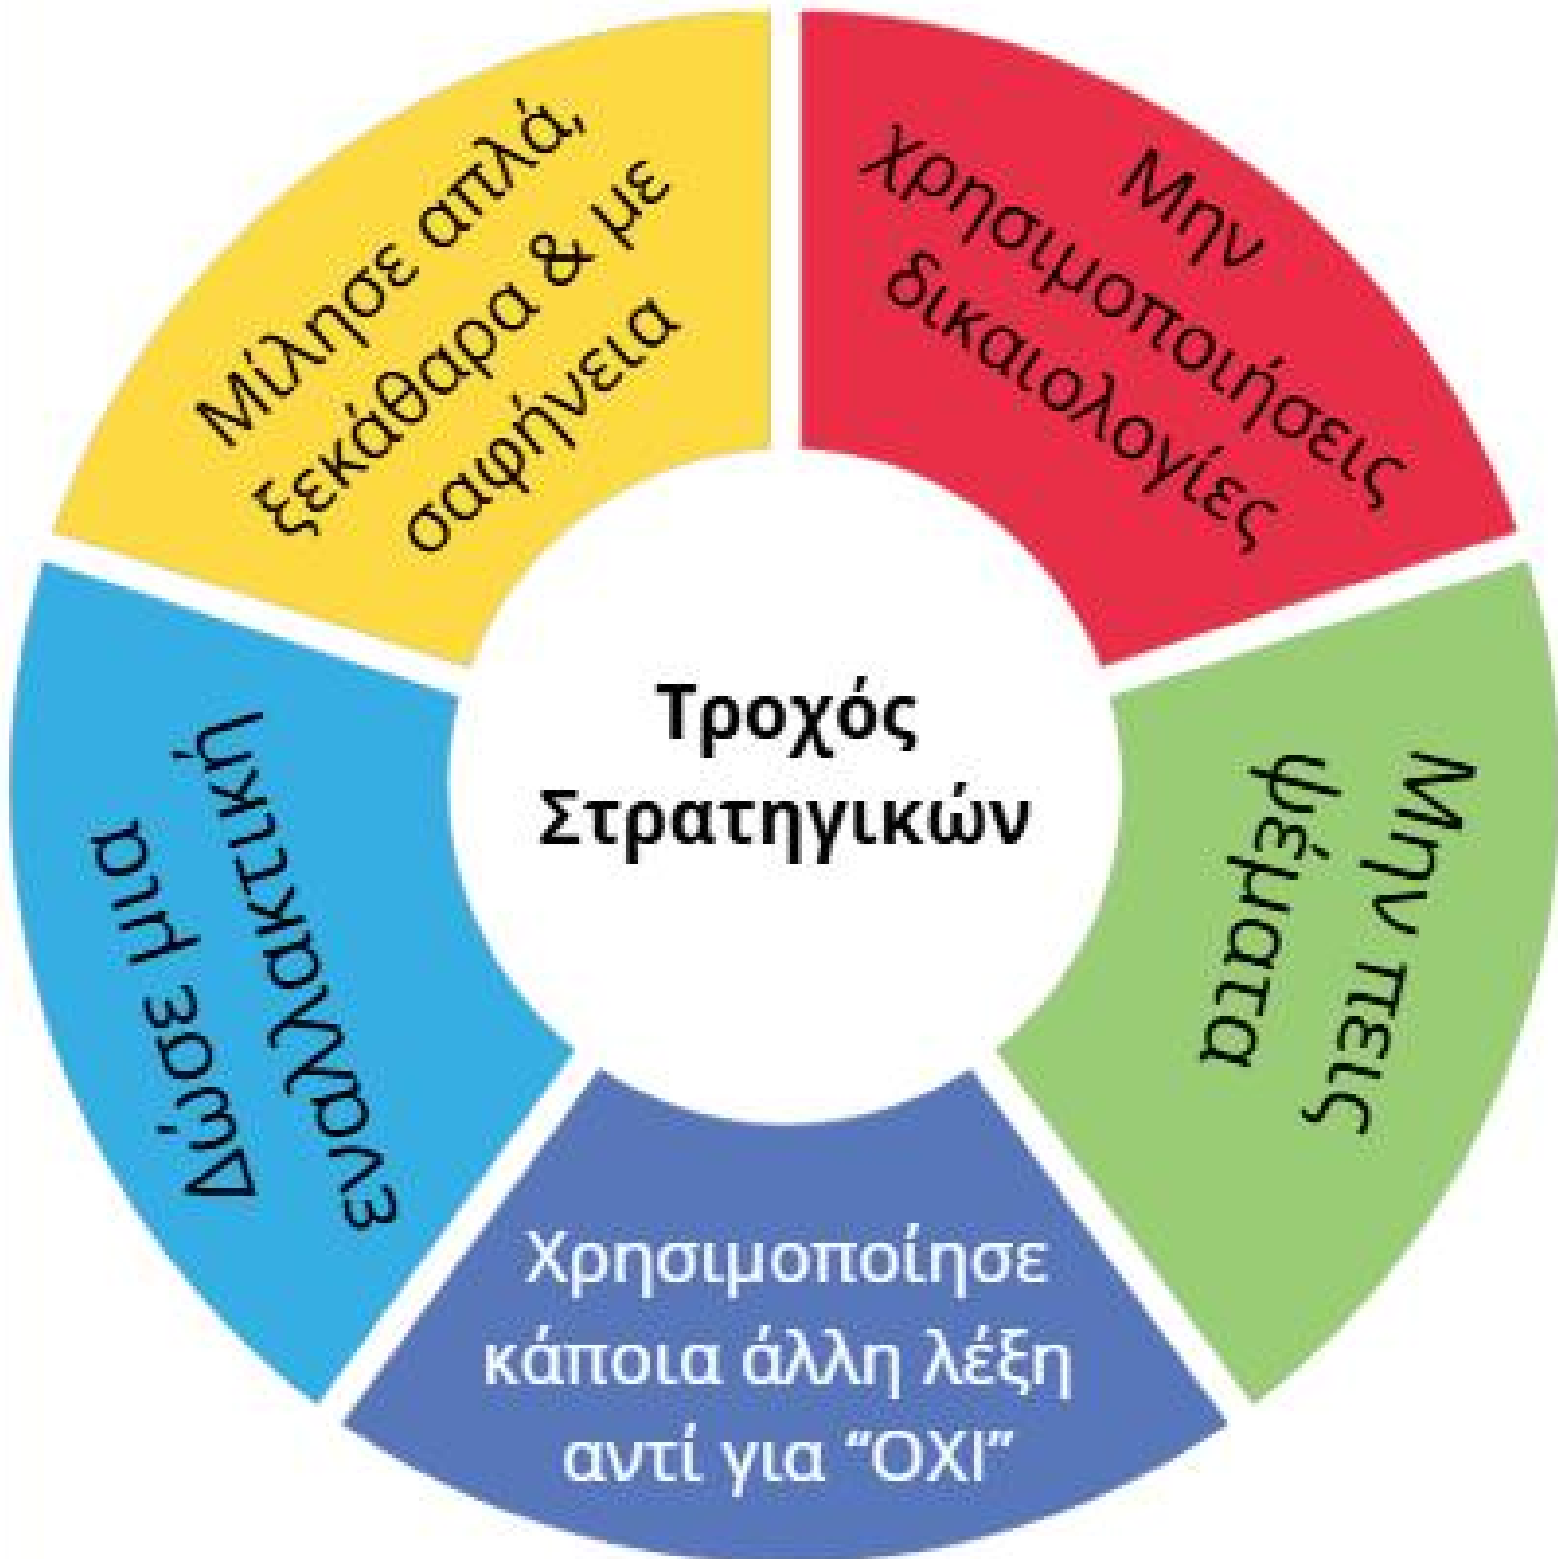 Τροχός
Στρατηγικών
Μην
χρησιμοποιήσεις
δικαιολογίες
Μην πεις
ψέματα
Χρησιμοποίησε
κάποια άλλη λέξη
αντί για “ΟΧΙ”
Δώσε μια
εναλλακτική
Μίλησε απλά,
ξεκάθαρα & με
σαφήνεια